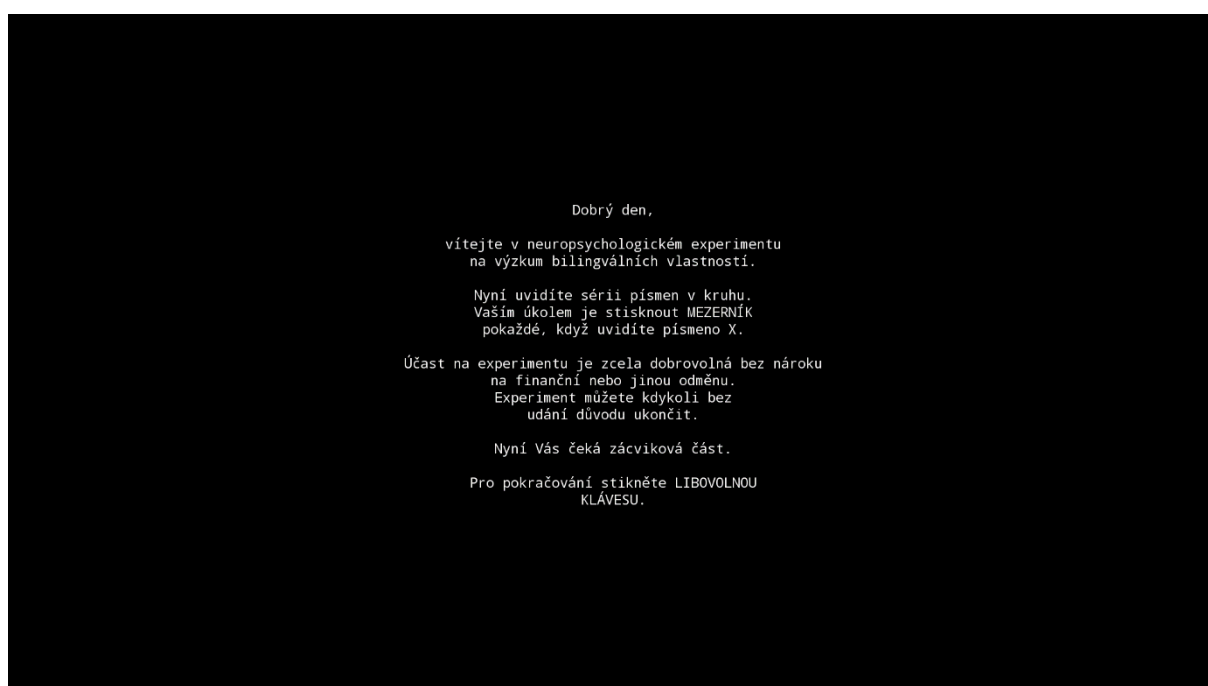 Dobrý den,
vítejte v neuropsychologickém experimentu
na výzkum bilingválních vlastností.
Nyní uvidíte sérii písmen v kruhu.
Vaším úkolem je stisknout MEZERNÍK
pokaždé, když uvidíte písmeno X.
Účast na experimentu je zcela dobrovolná bez nároku
na finanční nebo jinou odměnu.
Experiment můžete kdykoli bez
udání důvodu ukončit.
Nyní Vás čeká zácviková část.
Pro pokračování stikněte LIBOVOLNOU
KLÁVESU.